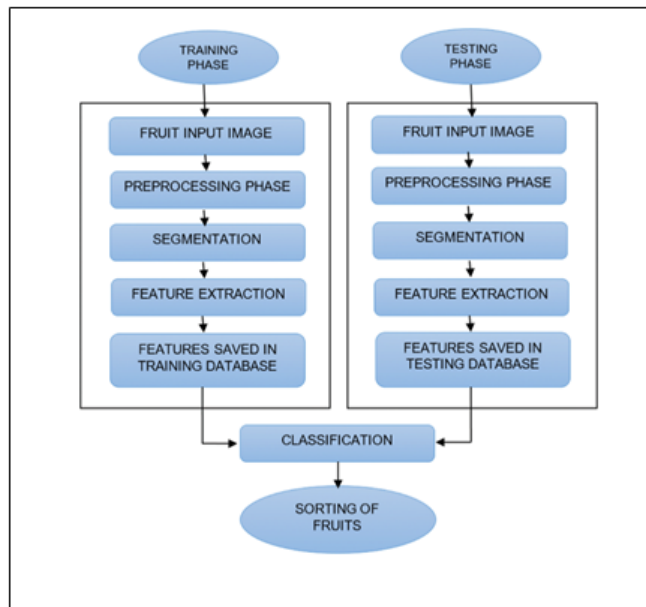 TRAINING
PHASE
FRUIT INPUT IMAGE
PREPROCESSING PHASE
SEGMENTATION
FEATURE EXTRACTION
FEATURES SAVED IN
TRAINING DATABASE
TESTING
PHASE
FRUIT INPUT IMAGE
PREPROCESSING PHASE
SEGMENTATION
FEATURE EXTRACTION
FEATURES SAVED IN
TESTING DATABASE
CLASSIFICATION
SORTING OF
FRUITS